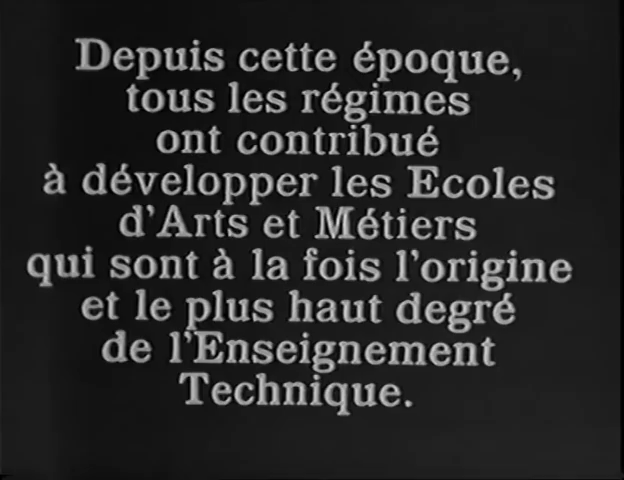 Depuis cette époque,
tous les régimes
ont contribué
à développer les Ecoles
d'Arts et Métiers
qui sont à la fois l'origine
et le plus haut degré
de l'Enseignement
Technique.